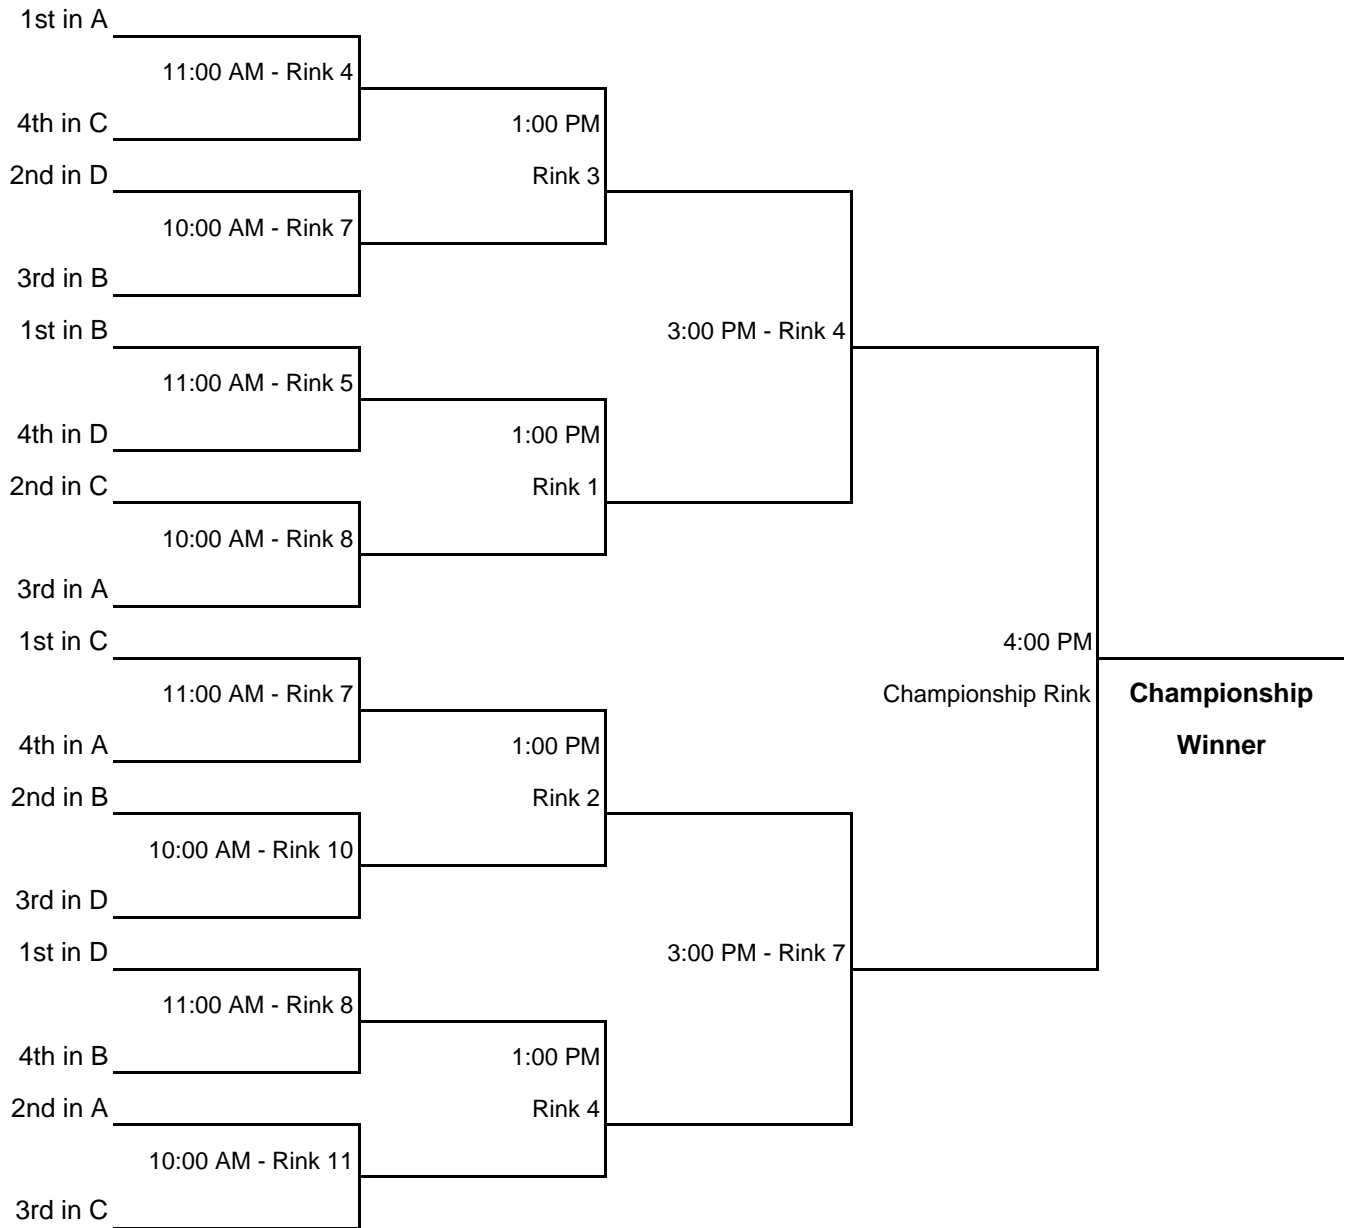 1st in A
11:00 AM - Rink 4
4th in C
1:00 PM
2nd in D
Rink 3
10:00 AM - Rink 7
3rd in B
1st in B
3:00 PM - Rink 4
11:00 AM - Rink 5
4th in D
1:00 PM
2nd in C
Rink 1
10:00 AM - Rink 8
3rd in A
1st in C
4:00 PM
11:00 AM - Rink 7
Championship Rink
Championship
4th in A
1:00 PM
Winner
2nd in B
Rink 2
10:00 AM - Rink 10
3rd in D
1st in D
3:00 PM - Rink 7
11:00 AM - Rink 8
4th in B
1:00 PM
2nd in A
Rink 4
10:00 AM - Rink 11
3rd in C